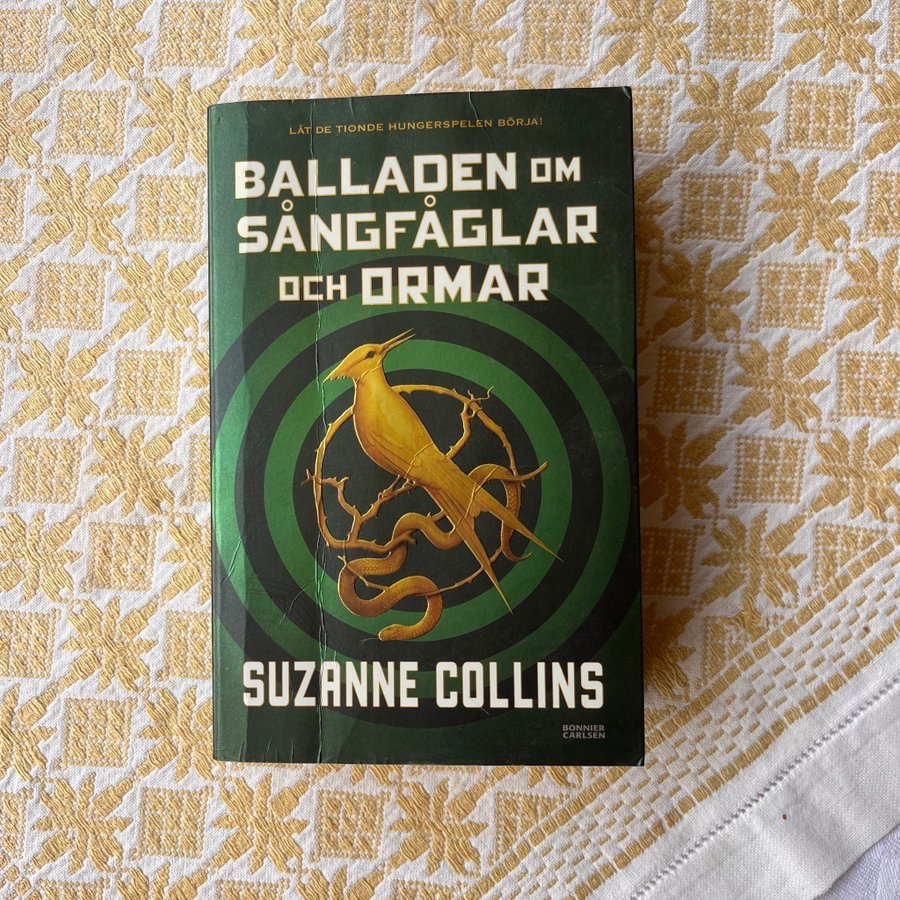 LÅT DE TIONDE HUNGERSPELEN BÖRJA!
BALLADEN OM
SÅNGFÅGLAR
OCH ORMAR
SUZANNE COLLINS
BONNIER
CARLSEN